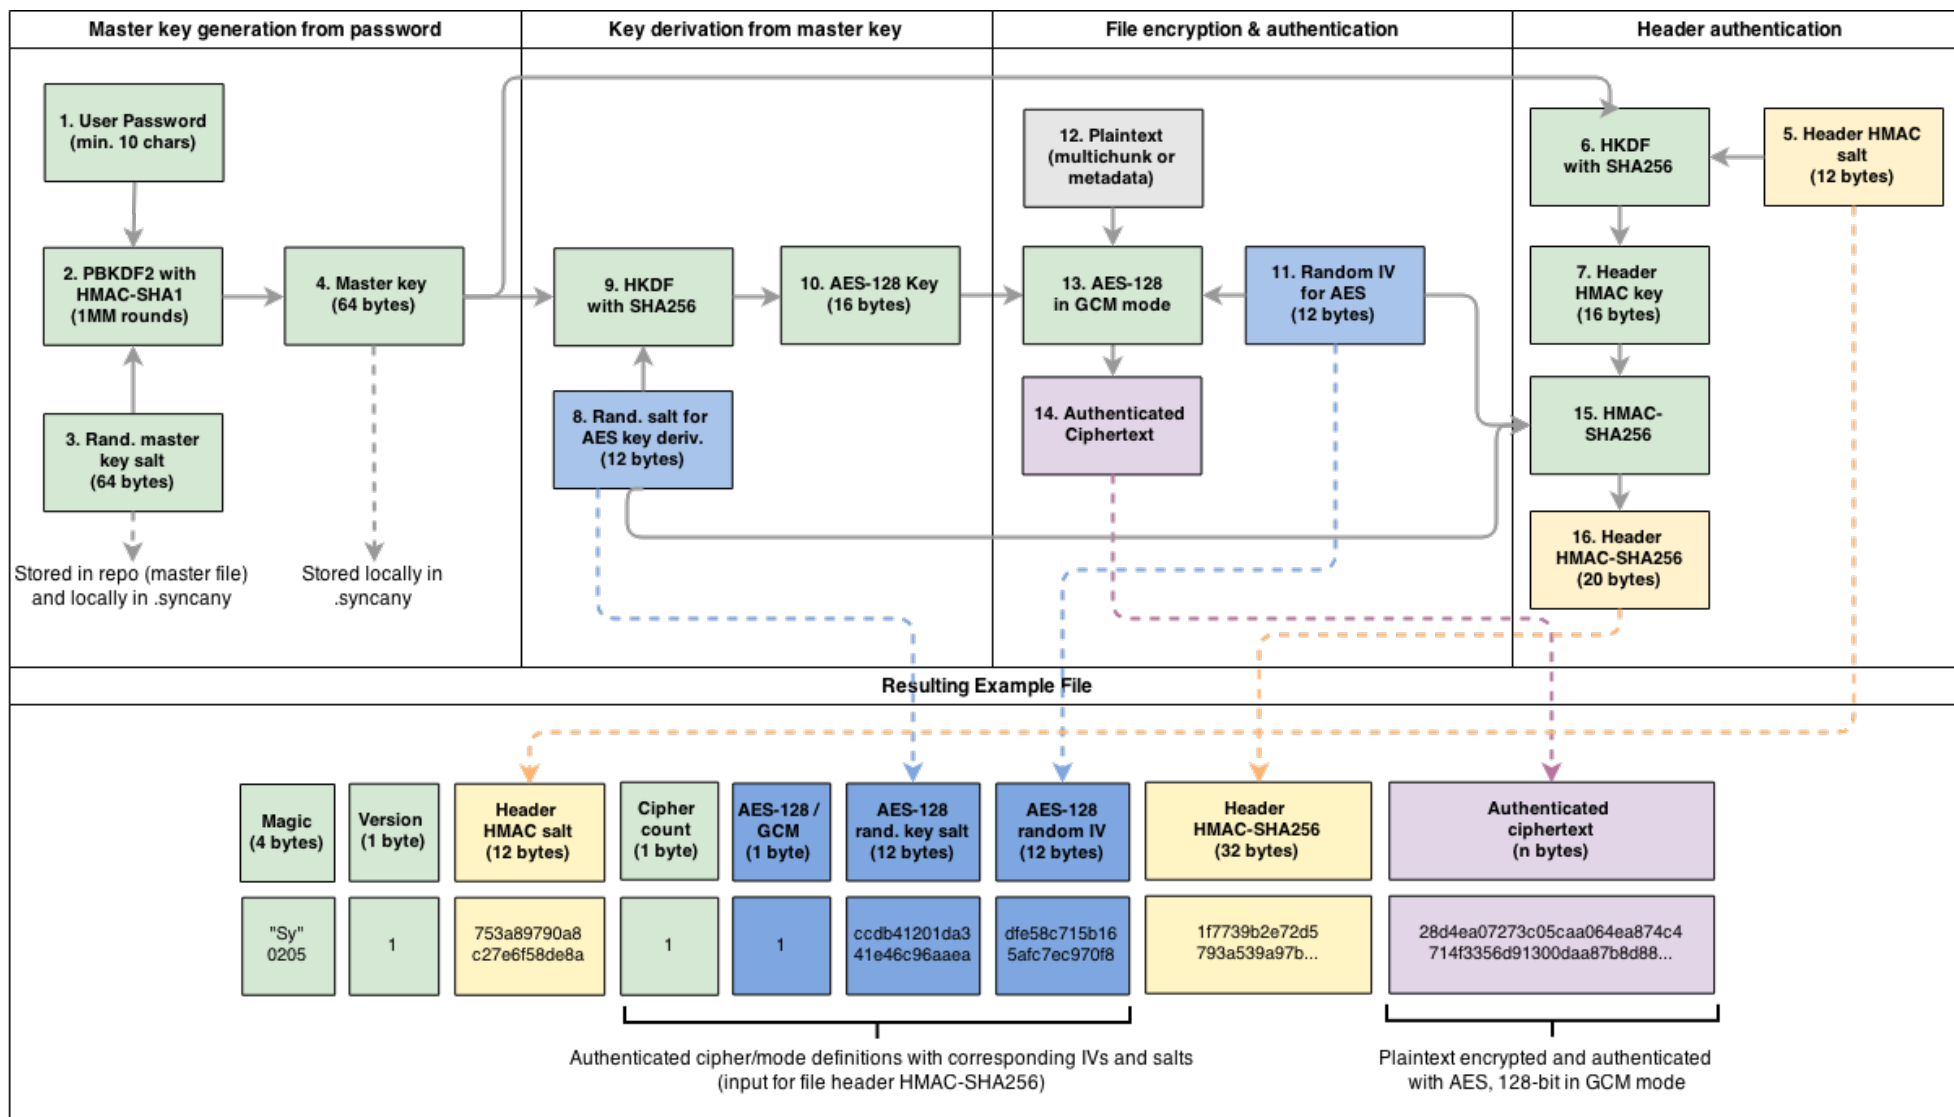 Master key generation from password
Key derivation from master key
File encryption & authentication
Header authentication
1. User Password
(min. 10 chars)
2. PBKDF2 with
HMAC-SHA1
(1MM rounds)
3. Rand. master
key salt
(64 bytes)
Stored in repo (master file)
and locally in .syncany
4. Master key
(64 bytes)
Stored locally in
.syncany
9. HKDF
with SHA256
10. AES-128 Key
(16 bytes)
8. Rand. salt for
AES key deriv.
(12 bytes)
12. Plaintext
(multichunk or
metadata)
13. AES-128
in GCM mode
11. Random IV
for AES
(12 bytes)
14. Authenticated
Ciphertext
6. HKDF
with SHA256
5. Header HMAC
salt
(12 bytes)
7. Header
HMAC key
(16 bytes)
15. HMAC-
SHA256
16. Header
HMAC-SHA256
(20 bytes)
Resulting Example File
Magic
(4 bytes)
Version
(1 byte)
Header
HMAC salt
(12 bytes)
Cipher
count
(1 byte)
AES-128 /
GCM
(1 byte)
AES-128
rand. key salt
(12 bytes)
AES-128
random IV
(12 bytes)
Header
HMAC-SHA256
(32 bytes)
Authenticated
ciphertext
(n bytes)
"Sy"
0205
1
753a89790a8
c27e6f58de8a
1
1
ccdb41201da3
41e46c96aaea
dfe58c715b16
5afc7ec970f8
1f7739b2e72d5
793a539a97b...
28d4ea07273c05caa064ea874c4
714f3356d91300daa87b8d88...
Authenticated cipher/mode definitions with corresponding IVs and salts
(input for file header HMAC-SHA256)
Plaintext encrypted and authenticated
with AES, 128-bit in GCM mode